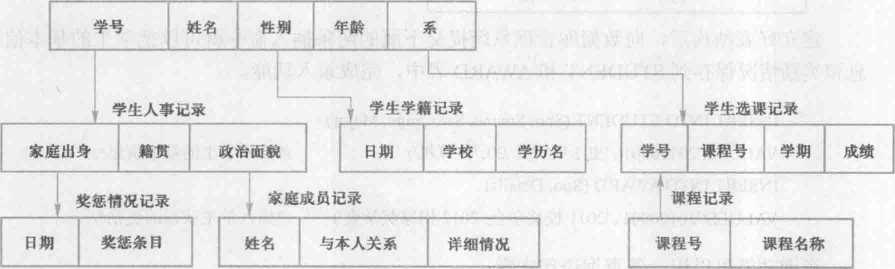 学号 姓名 性别 年龄 系
学生人事记录 学生学籍记录 学生选课记录
家庭出身 籍贯 政治面貌 日期 学校 学历名 学号 课程号 学期 成绩
奖惩情况记录 家庭成员记录 课程记录
日期 奖惩条目 姓名 与本人关系 详细情况 课程号 课程名称